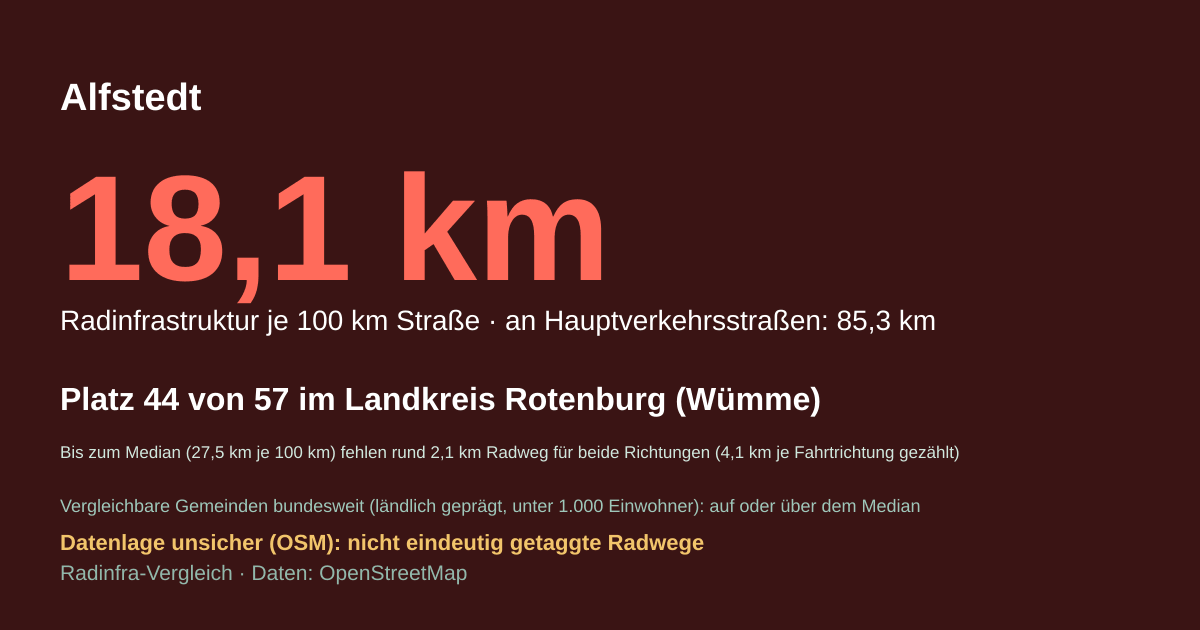 Alfstedt
18,1 km
Radinfrastruktur je 100 km Straße · an Hauptverkehrsstraßen: 85,3 km
Platz 44 von 57 im Landkreis Rotenburg (Wümme)
Bis zum Median (27,5 km je 100 km) fehlen rund 2,1 km Radweg für beide Richtungen (4,1 km je Fahrtrichtung gezählt)
Vergleichbare Gemeinden bundesweit (ländlich geprägt, unter 1.000 Einwohner): auf oder über dem Median
Datenlage unsicher (OSM): nicht eindeutig getaggte Radwege
Radinfra-Vergleich · Daten: OpenStreetMap